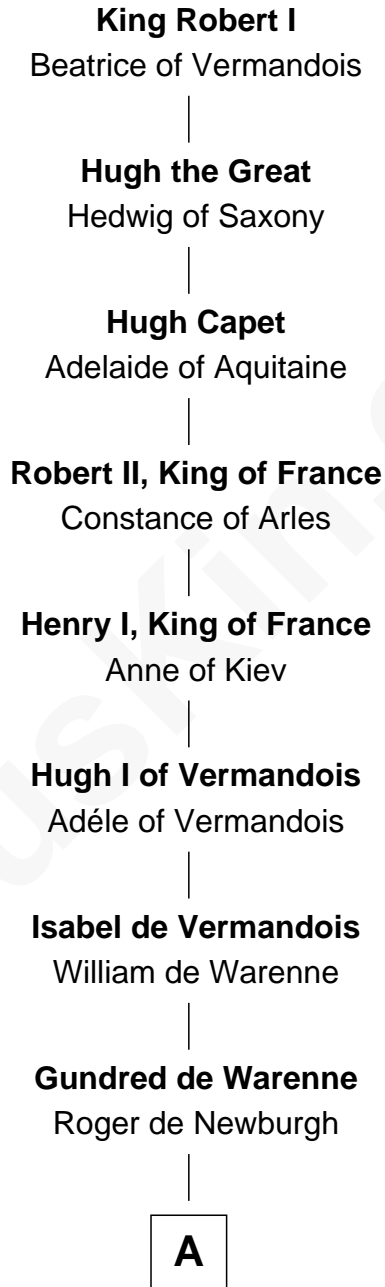 King Robert I
Beatrice of Vermandois
Hugh the Great
Hedwig of Saxony
Hugh Capet
Adelaide of Aquitaine
Robert II, King of France
Constance of Arles
Henry I, King of France
Anne of Kiev
Hugh I of Vermandois
Adéle of Vermandois
Isabel de Vermandois
William de Warenne
Gundred de Warenne
Roger de Newburgh
A